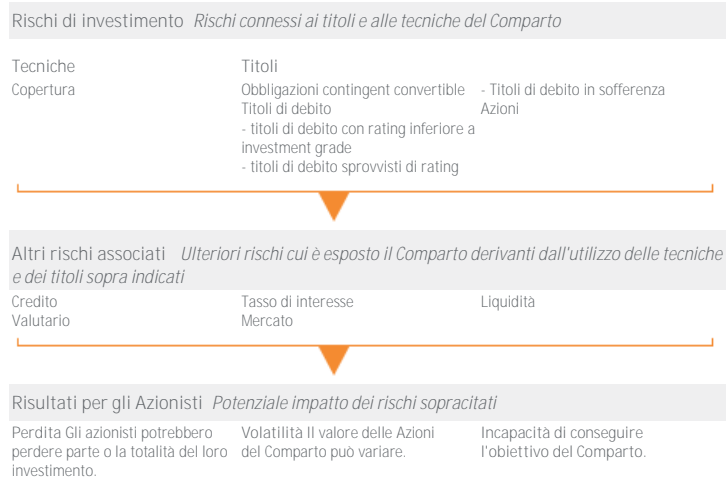 Rischi di investimento Rischi connessi ai titoli e alle tecniche del Comparto
Tecniche
Copertura
Titoli
Obbligazioni contingent convertible
Titoli di debito
- titoli di debito con rating inferiore a
investment grade
- titoli di debito sprovvisti di rating
- Titoli di debito in sofferenza
Azioni
Altri rischi associati Ulteriori rischi cui è esposto il Comparto derivanti dall'utilizzo delle tecniche
e dei titoli sopra indicati
Credito
Valutario
Tasso di interesse
Mercato
Liquidità
Risultati per gli Azionisti Potenziale impatto dei rischi sopracitati
Perdita Gli azionisti potrebbero
perdere parte o la totalità del loro
investimento.
Volatilità Il valore delle Azioni
del Comparto può variare.
Incapacità di conseguire
l'obiettivo del Comparto.